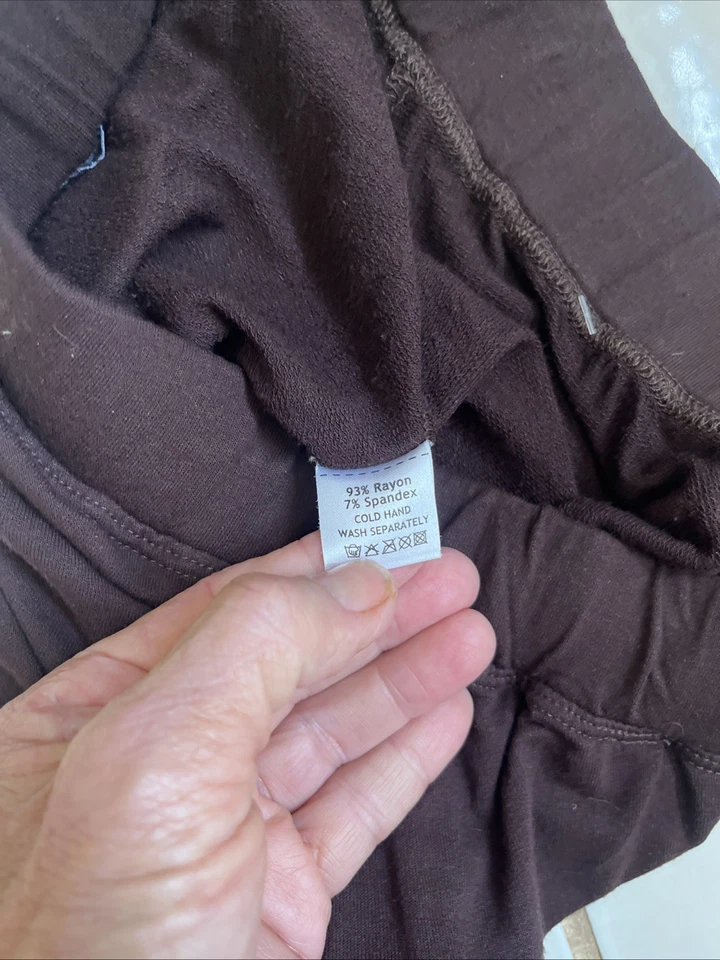 93% Rayon
7% Spandex
COLD HAND
WASH SEPARATELY